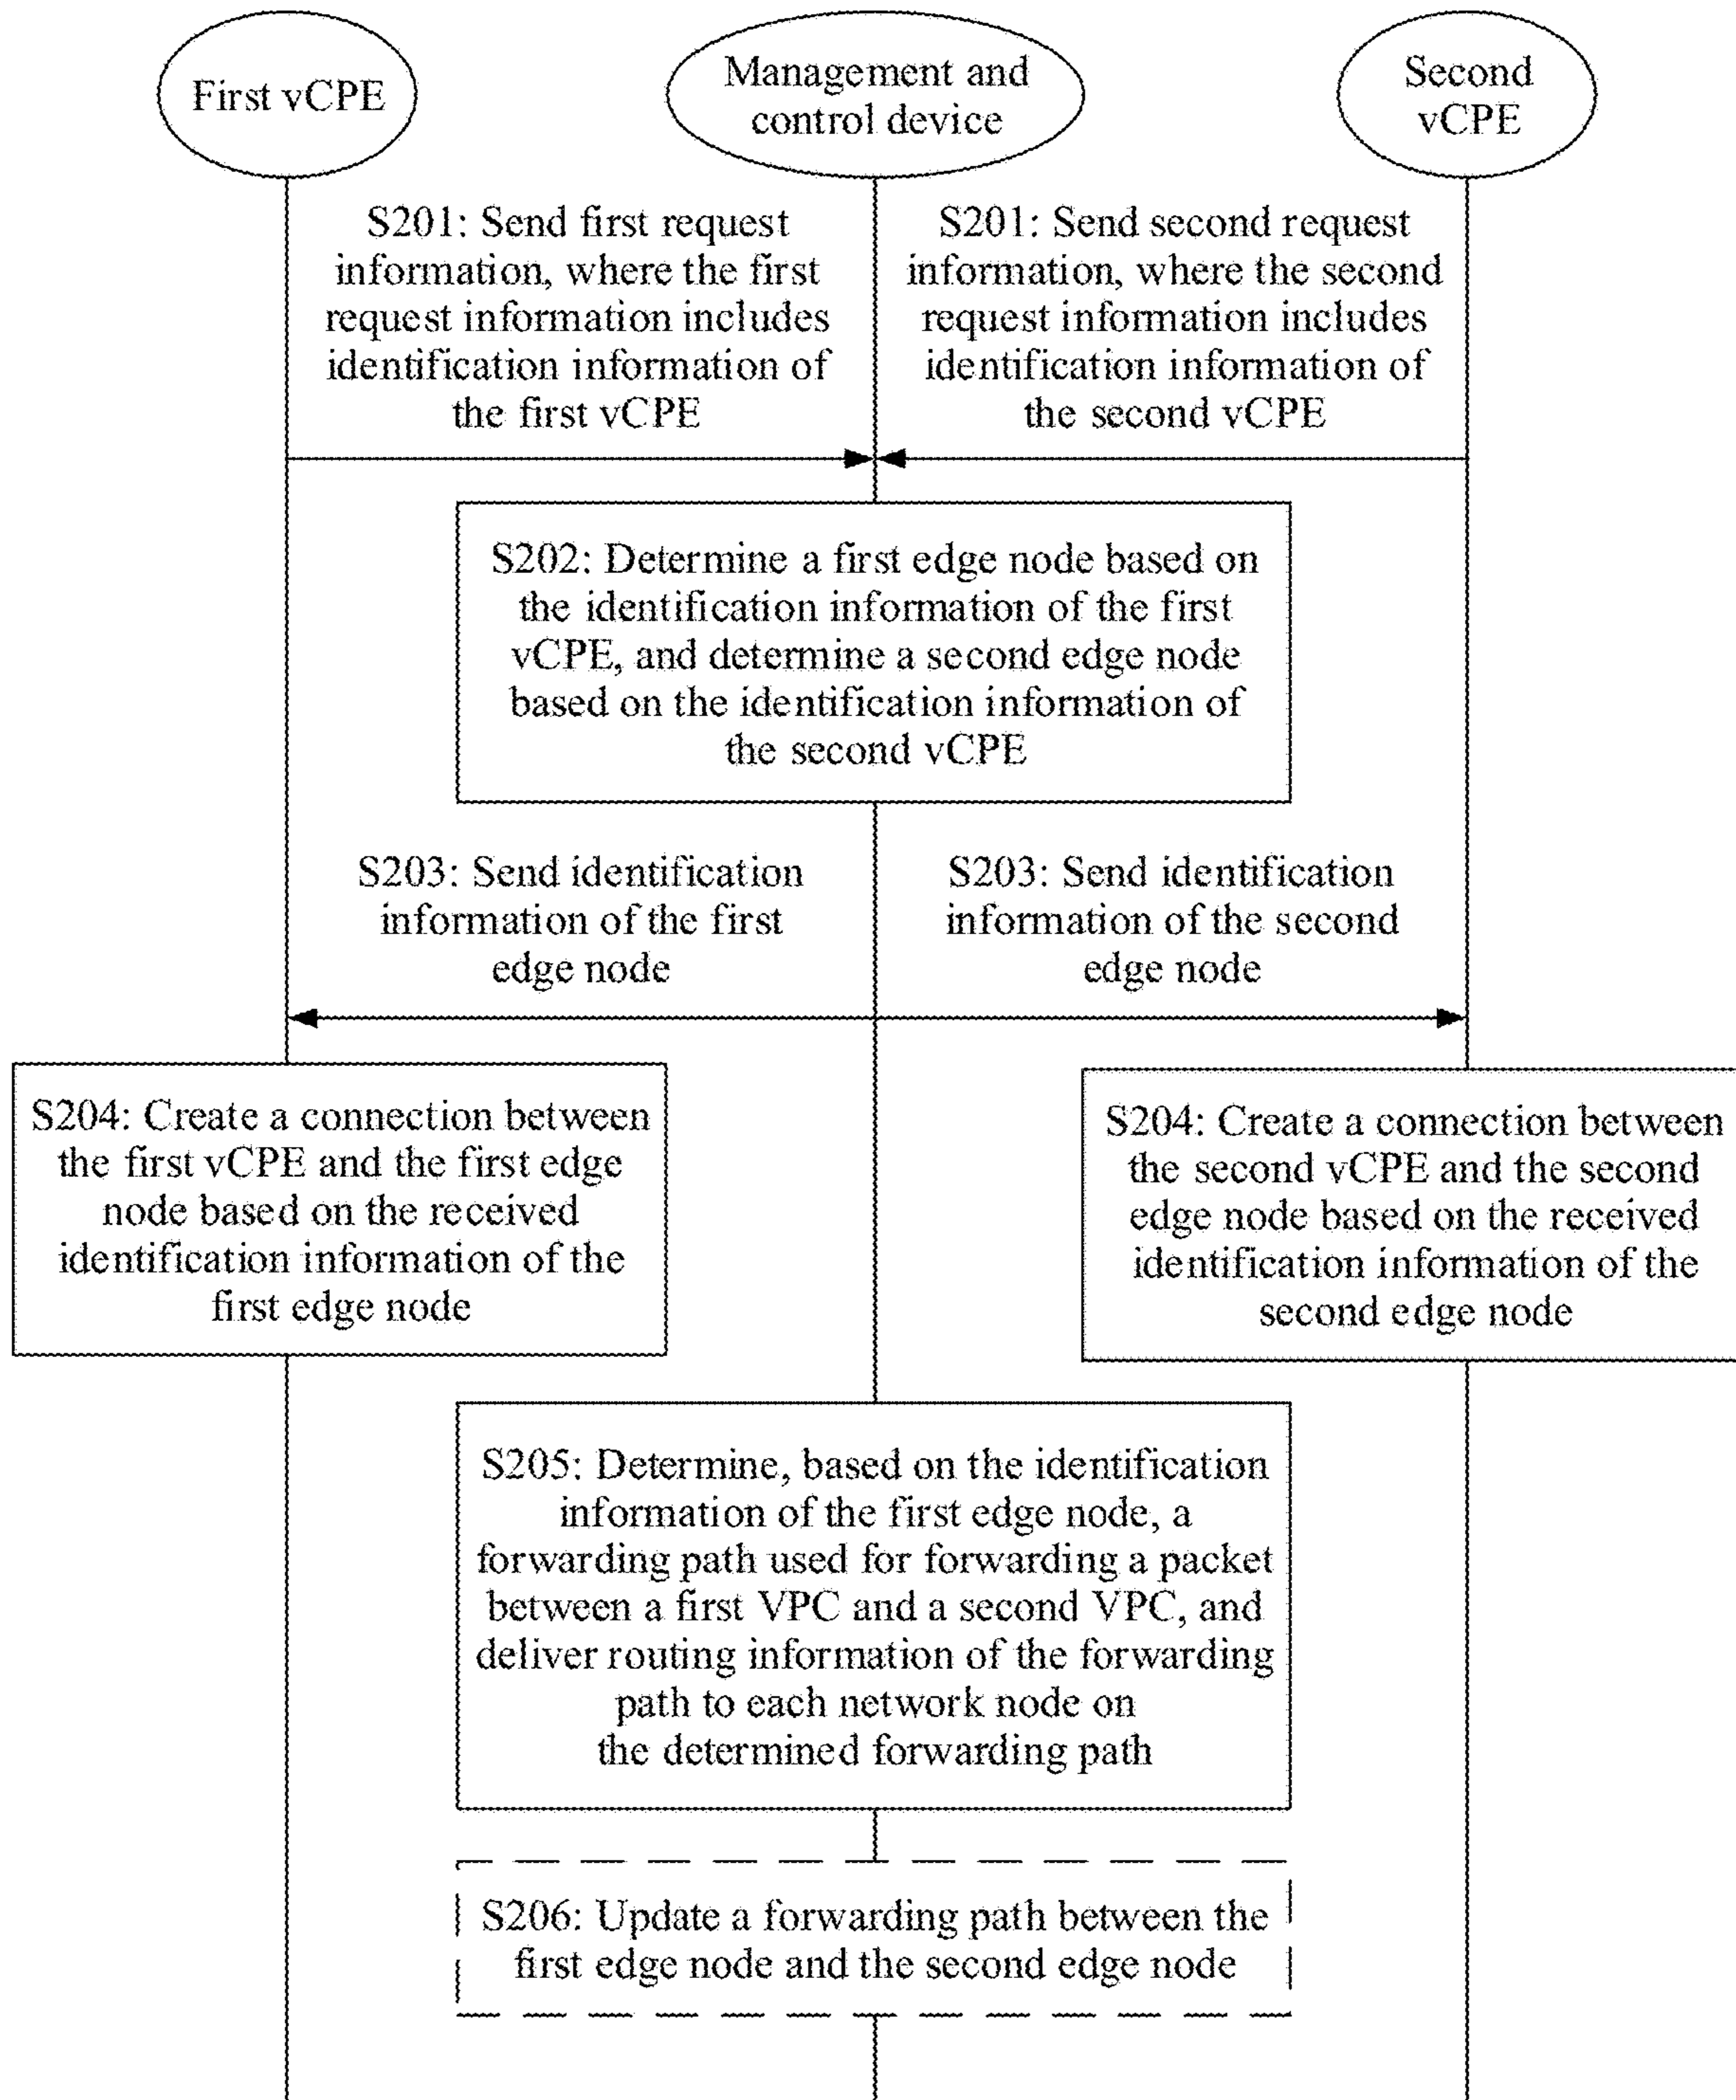 First vCPE
Management and
control device
Second
vCPE
S201: Send first request
information, where the first
request information includes
identification information of
the first vCPE
S201: Send second request
information, where the second
request information includes
identification information of
the second vCPE
S202: Determine a first edge node based on
the identification information of the first
vCPE, and determine a second edge node
based on the identification information of
the second vCPE
S203: Send identification
information of the first
edge node
S203: Send identification
information of the second
edge node
S204: Create a connection between
the first vCPE and the first edge
node based on the received
identification information of the
first edge node
S204: Create a connection between
the second vCPE and the second
edge node based on the received
identification information of the
second edge node
S205: Determine, based on the identification
information of the first edge node, a
forwarding path used for forwarding a packet
between a first VPC and a second VPC, and
deliver routing information of the forwarding
path to each network node on
the determined forwarding path
S206: Update a forwarding path between the
first edge node and the second edge node